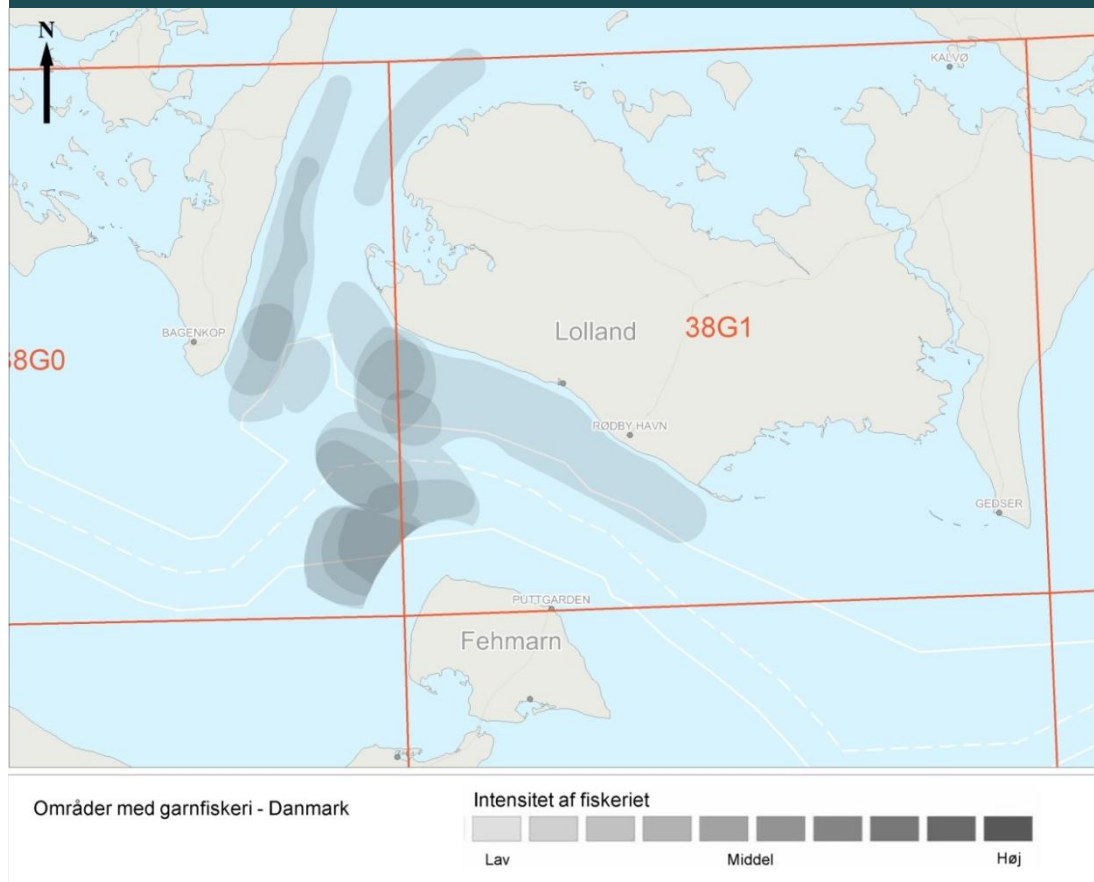 N
KALVØ
BAGENKOP
Lolland
38G1
38G0
RØDBY HAVN
GEDSER
PUTTGARDEN
Fehmarn
Områder med garnfiskeri - Danmark
Intensitet af fiskeriet
Lav
Middel
Høj